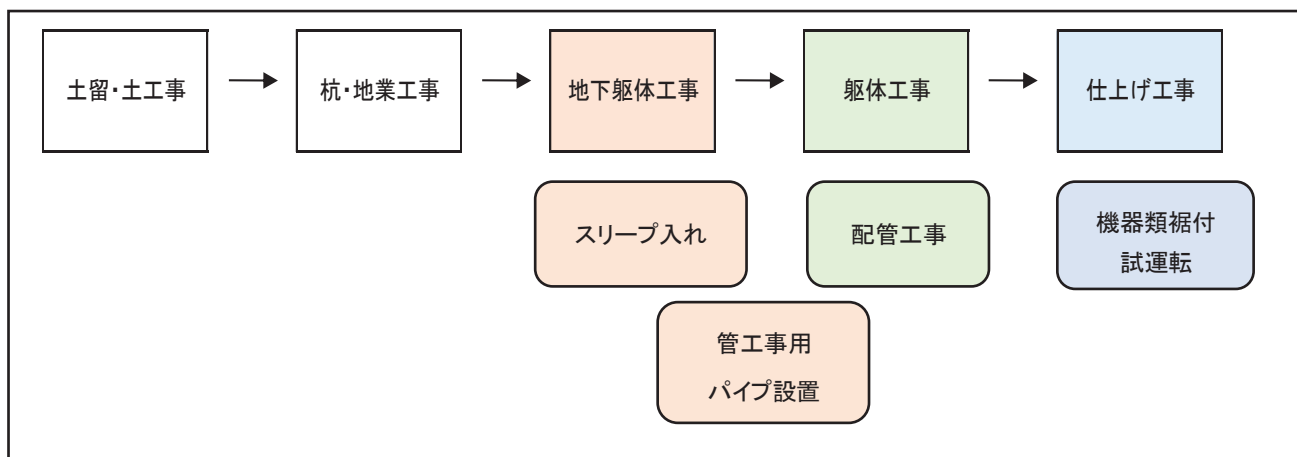 土留・土工事
杭・地業工事
地下躯体工事
躯体工事
仕上げ工事
スリープ入れ
配管工事
機器類裾付
試運転
管工事用
パイプ設置